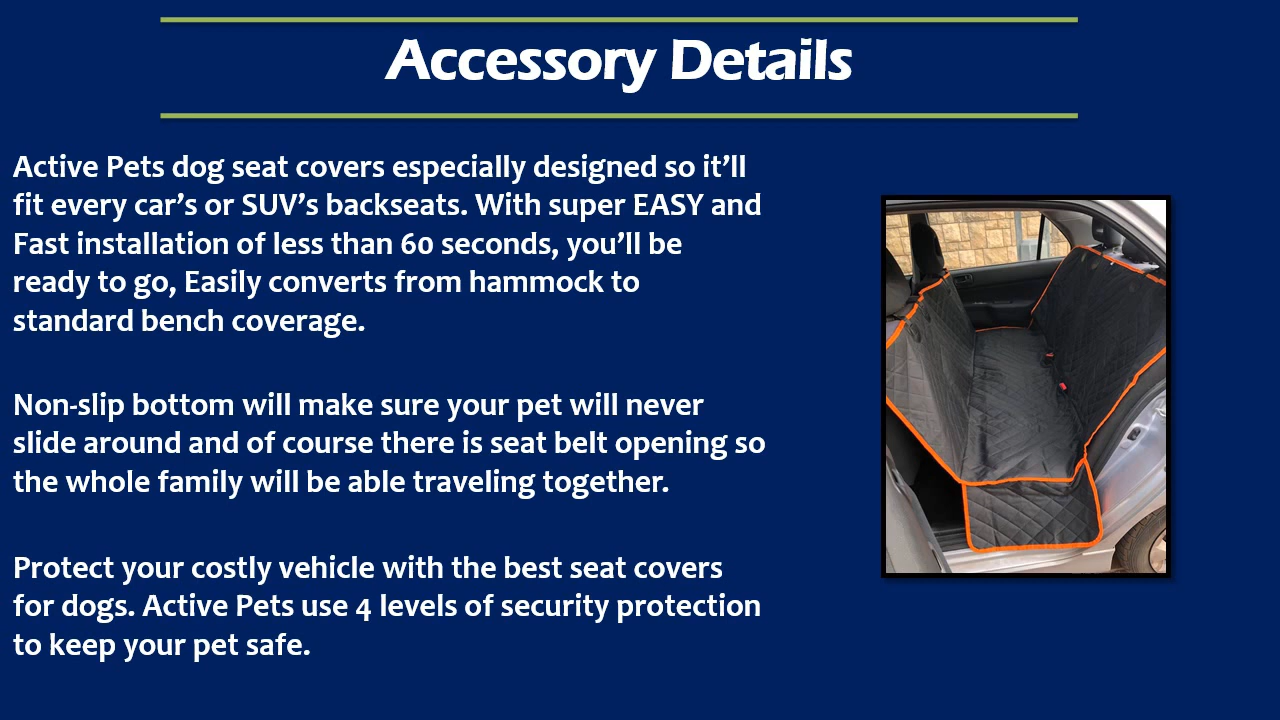 Accessory Details
Active Pets dog seat covers especially designed so it’ll
fit every car’s or SUV’s backseats. With super EASY and
Fast installation of less than 60 seconds, you’ll be
ready to go, Easily converts from hammock to
standard bench coverage.
Non-slip bottom will make sure your pet will never
slide around and of course there is seat belt opening so
the whole family will be able traveling together.
Protect your costly vehicle with the best seat covers
for dogs. Active Pets use 4 levels of security protection
to keep your pet safe.